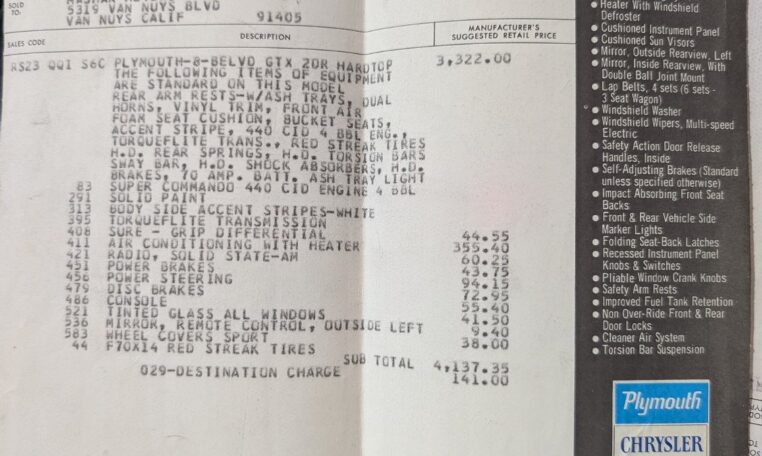 SOLD TO:
5319 VAN NUYS BLVD
VAN NUYS CALIF 91405
SALES CODE DESCRIPTION MANUFACTURER'S SUGGESTED RETAIL PRICE
RS23 QQ1 S6C PLYMOUTH-8-BELVD GTX 2DR HARDTOP 3,322.00
THE FOLLOWING ITEMS OF EQUIPMENT
ARE STANDARD ON THIS MODEL
REAR ARM RESTS-W/ASH TRAYS, DUAL
HORNS, VINYL TRIM, FRONT AIR
FOAM SEAT CUSHION, BUCKET SEATS,
ACCENT STRIPE, 440 CID 4 BBL ENG.,
TORQUEFLITE TRANS., RED STREAK TIRES
H.D. REAR SPRINGS, H.D. TORSION BARS
SWAY BAR, H.D. SHOCK ABSORBERS, H.D.
BRAKES, 70 AMP. BATT. ASH TRAY LIGHT
83 SUPER COMMANDO 440 CID ENGINE 4 BBL
291 SOLID PAINT
313 BODY SIDE ACCENT STRIPES-WHITE
395 TORQUEFLITE TRANSMISSION
408 SURE - GRIP DIFFERENTIAL 44.55
411 AIR CONDITIONING WITH HEATER 355.40
421 RADIO, SOLID STATE-AM 60.25
451 POWER BRAKES 43.75
456 POWER STEERING 94.15
479 DISC BRAKES 72.95
486 CONSOLE 55.40
521 TINTED GLASS ALL WINDOWS 41.50
536 MIRROR, REMOTE CONTROL, OUTSIDE LEFT 9.40
583 WHEEL COVERS SPORT 38.00
44 F70X14 RED STREAK TIRES
SUB TOTAL 4,137.35
029-DESTINATION CHARGE 141.00
● Heater With Windshield
Defroster
● Cushioned Instrument Panel
● Cushioned Sun Visors
● Mirror, Outside Rearview, Left
● Mirror, Inside Rearview, With
Double Ball Joint Mount
● Lap Belts, 4 sets (6 sets -
3 Seat Wagon)
● Windshield Washer
● Windshield Wipers, Multi-speed
Electric
● Safety Action Door Release
Handles, Inside
● Self-Adjusting Brakes (Standard
unless specified otherwise)
● Impact Absorbing Front Seat
Backs
● Front & Rear Vehicle Side
Marker Lights
● Folding Seat-Back Latches
● Recessed Instrument Panel
Knobs & Switches
● Pliable Window Crank Knobs
● Safety Arm Rests
● Improved Fuel Tank Retention
● Non Over-Ride Front & Rear
Door Locks
● Cleaner Air System
● Torsion Bar Suspension
Plymouth
CHRYSLER